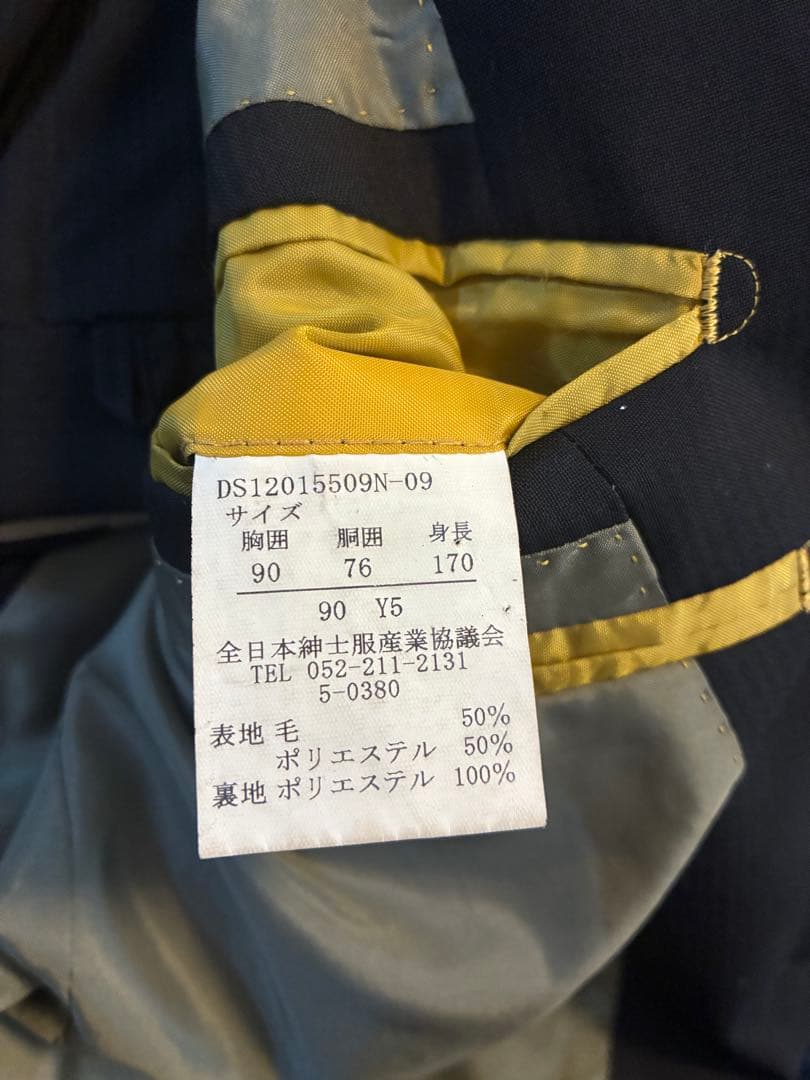 DS12015509N-09
サイズ
胸囲 胴囲 身長
90 76 170
90 Y5
全日本紳士服産業協議会
TEL 052-211-2131
5-0380
表地 毛 50%
ポリエステル 50%
裏地 ポリエステル 100%